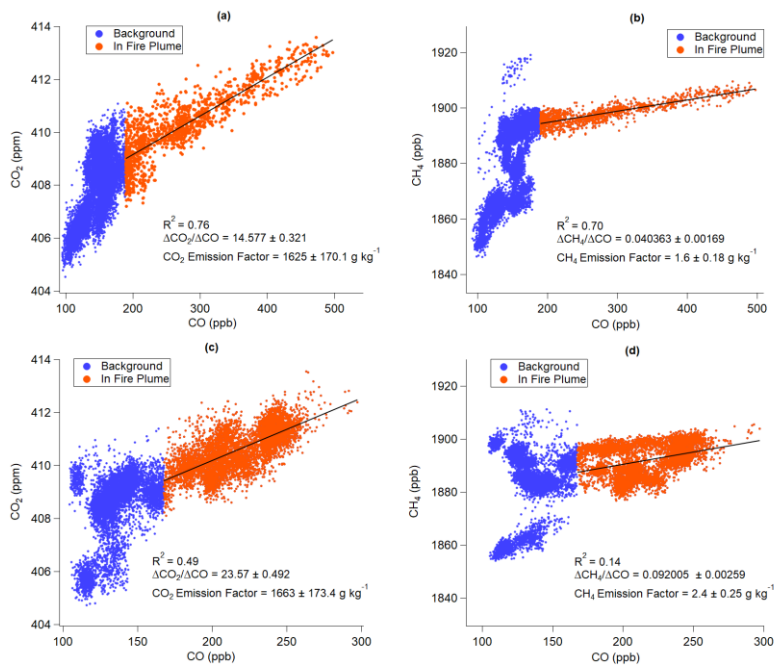 (a)
Background
In Fire Plume
414
412
410
408
406
404
CO₂ (ppm)
R² = 0.76
ΔCO₂/ΔCO = 14.577 ± 0.321
CO₂ Emission Factor = 1625 ± 170.1 g kg⁻¹
100 200 300 400 500
CO (ppb)
(b)
Background
In Fire Plume
1920
1900
1880
1860
1840
CH₄ (ppb)
R² = 0.70
ΔCH₄/ΔCO = 0.040363 ± 0.00169
CH₄ Emission Factor = 1.6 ± 0.18 g kg⁻¹
100 200 300 400 500
CO (ppb)
(c)
Background
In Fire Plume
414
412
410
408
406
404
CO₂ (ppm)
R² = 0.49
ΔCO₂/ΔCO = 23.57 ± 0.492
CO₂ Emission Factor = 1663 ± 173.4 g kg⁻¹
100 150 200 250 300
CO (ppb)
(d)
Background
In Fire Plume
1920
1900
1880
1860
1840
CH₄ (ppb)
R² = 0.14
ΔCH₄/ΔCO = 0.092005 ± 0.00259
CH₄ Emission Factor = 2.4 ± 0.25 g kg⁻¹
100 150 200 250 300
CO (ppb)